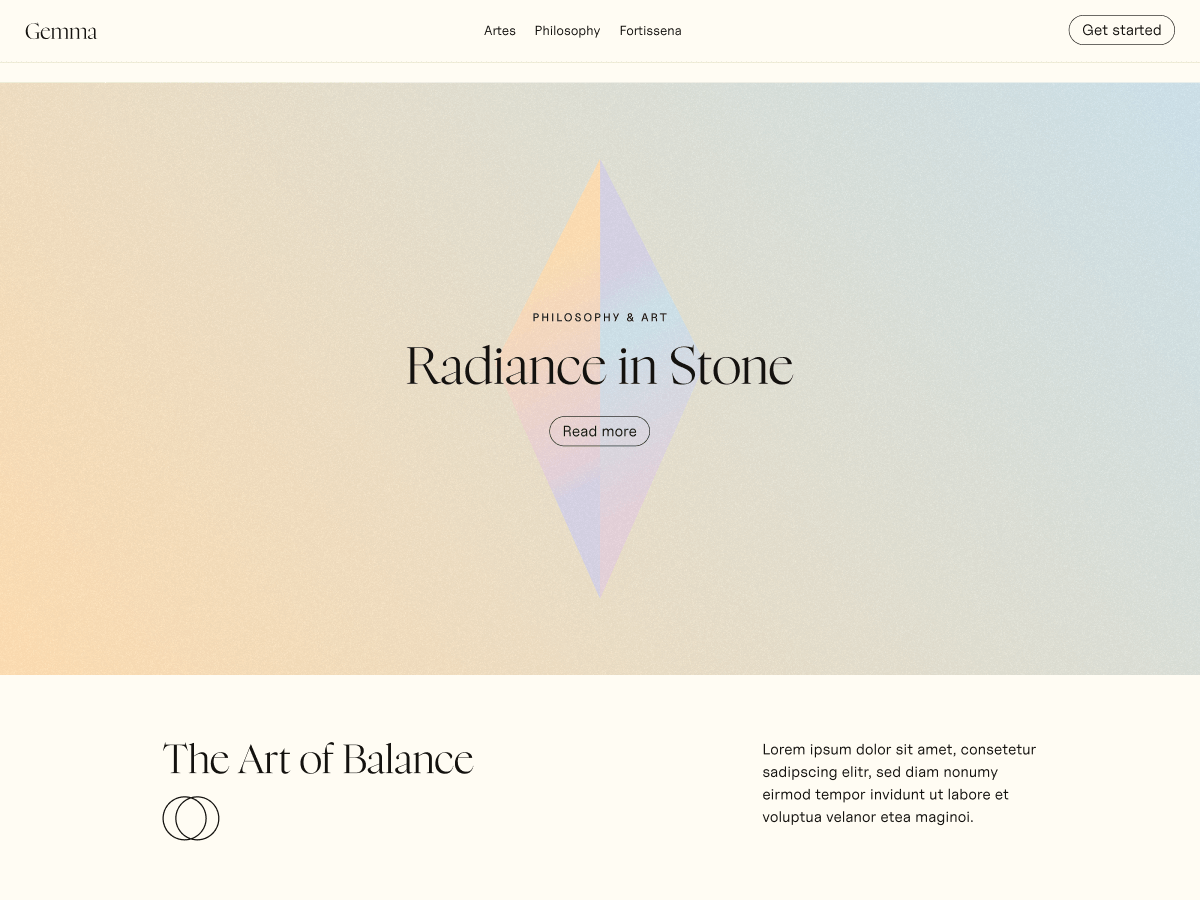 Gemma
Artes
Philosophy
Fortissena
Get started
PHILOSOPHY & ART
Radiance in Stone
Read more
The Art of Balance
Lorem ipsum dolor sit amet, consetetur
sadipscing elitr, sed diam nonumy
eirmod tempor invidunt ut labore et
voluptua velanor etea maginoi.